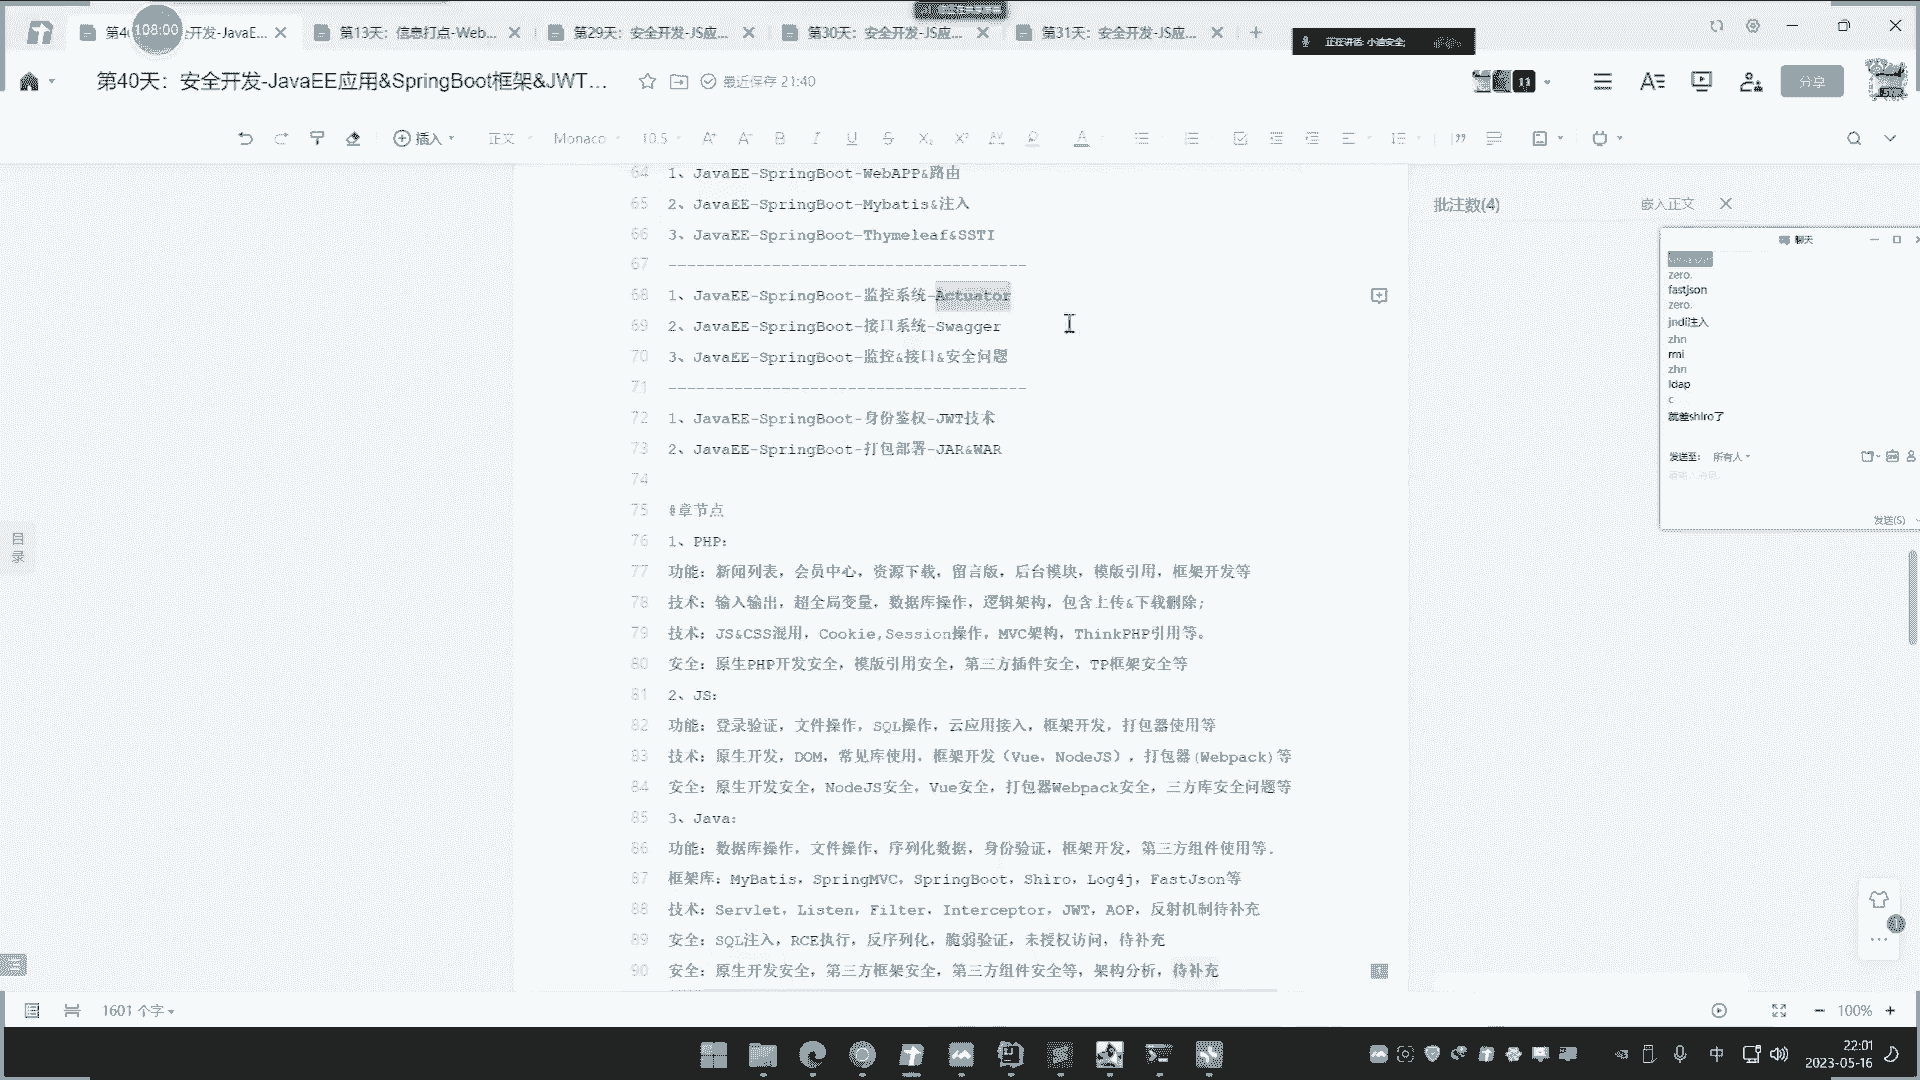 第40
108:00
开发-JavaE...
第13天：信息打点-Web...
第29天：安全开发-JS应...
第30天：安全开发-JS应...
第31天：安全开发-JS应...
正在讲话: 小迪安全;
第40天：安全开发-JavaEE应用&SpringBoot框架&JWT...
最近保存 21:40
分享
插入
正文
Monaco
10.5
64 1、JavaEE-SpringBoot-WebAPP&路由
65 2、JavaEE-SpringBoot-Mybatis&注入
66 3、JavaEE-SpringBoot-Thymeleaf&SSTI
67 --------------------------------------
68 1、JavaEE-SpringBoot-监控系统-Actuator
69 2、JavaEE-SpringBoot-接口系统-Swagger
70 3、JavaEE-SpringBoot-监控&接口&安全问题
71 --------------------------------------
72 1、JavaEE-SpringBoot-身份鉴权-JWT技术
73 2、JavaEE-SpringBoot-打包部署-JAR&WAR
74
75 #章节点
76 1、PHP：
77 功能：新闻列表，会员中心，资源下载，留言版，后台模块，模版引用，框架开发等
78 技术：输入输出，超全局变量，数据库操作，逻辑架构，包含上传&下载删除；
79 技术：JS&CSS混用，Cookie,Session操作，MVC架构，ThinkPHP引用等。
80 安全：原生PHP开发安全，模版引用安全，第三方插件安全，TP框架安全等
81 2、JS：
82 功能：登录验证，文件操作，SQL操作，云应用接入，框架开发，打包器使用等
83 技术：原生开发，DOM，常见库使用，框架开发（Vue，NodeJS），打包器(Webpack)等
84 安全：原生开发安全，NodeJS安全，Vue安全，打包器Webpack安全，三方库安全问题等
85 3、Java：
86 功能：数据库操作，文件操作，序列化数据，身份验证，框架开发，第三方组件使用等.
87 框架库：MyBatis，SpringMVC，SpringBoot，Shiro，Log4j，FastJson等
88 技术：Servlet，Listen，Filter，Interceptor，JWT，AOP，反射机制待补充
89 安全：SQL注入，RCE执行，反序列化，脆弱验证，未授权访问，待补充
90 安全：原生开发安全，第三方框架安全，第三方组件安全等，架构分析，待补充
批注数(4)
嵌入正文
聊天
zero.
fastjson
zero.
jndi注入
zhn
rmi
zhn
ldap
c
就差shiro了
发送至：
所有人
发送(S)
目录
1601 个字
100%
中
22:01
2023-05-16